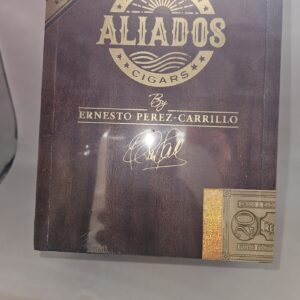 ALIADOS
CIGARS
By
ERNESTO PEREZ-CARRILLO